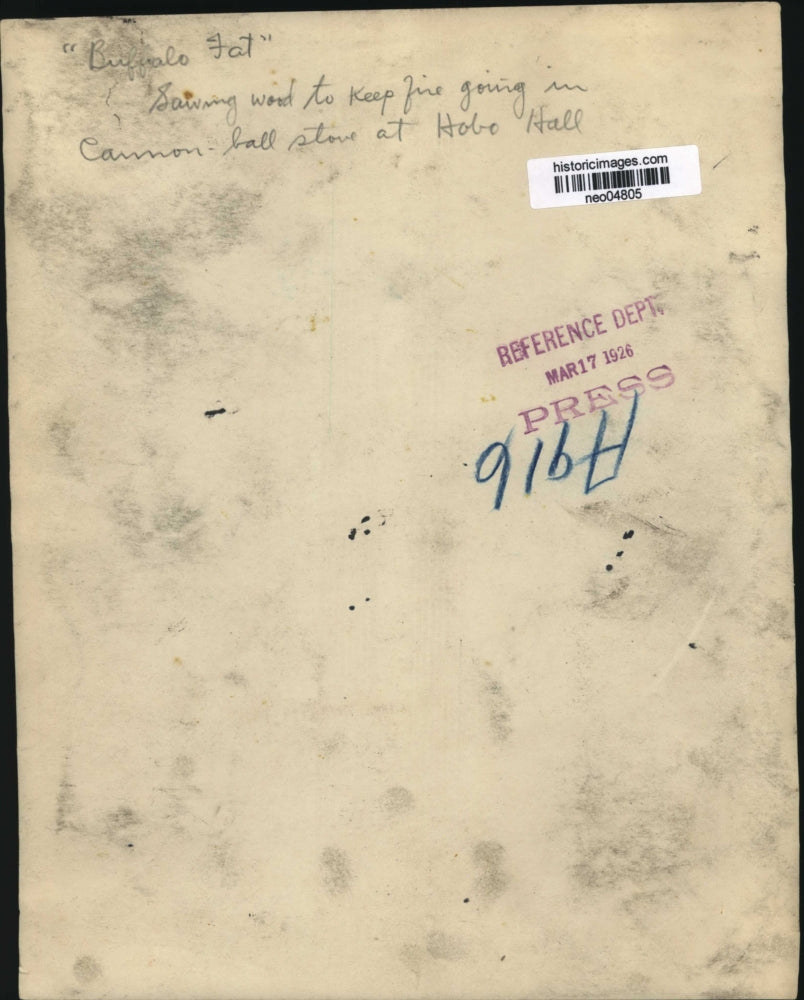 "Buffalo Fat"
Sawing wood to keep fire going in
Cannon-ball stove at Hobo Hall
historicimages.com
neo04805
REFERENCE DEPT.
MAR 17 1926
PRESS